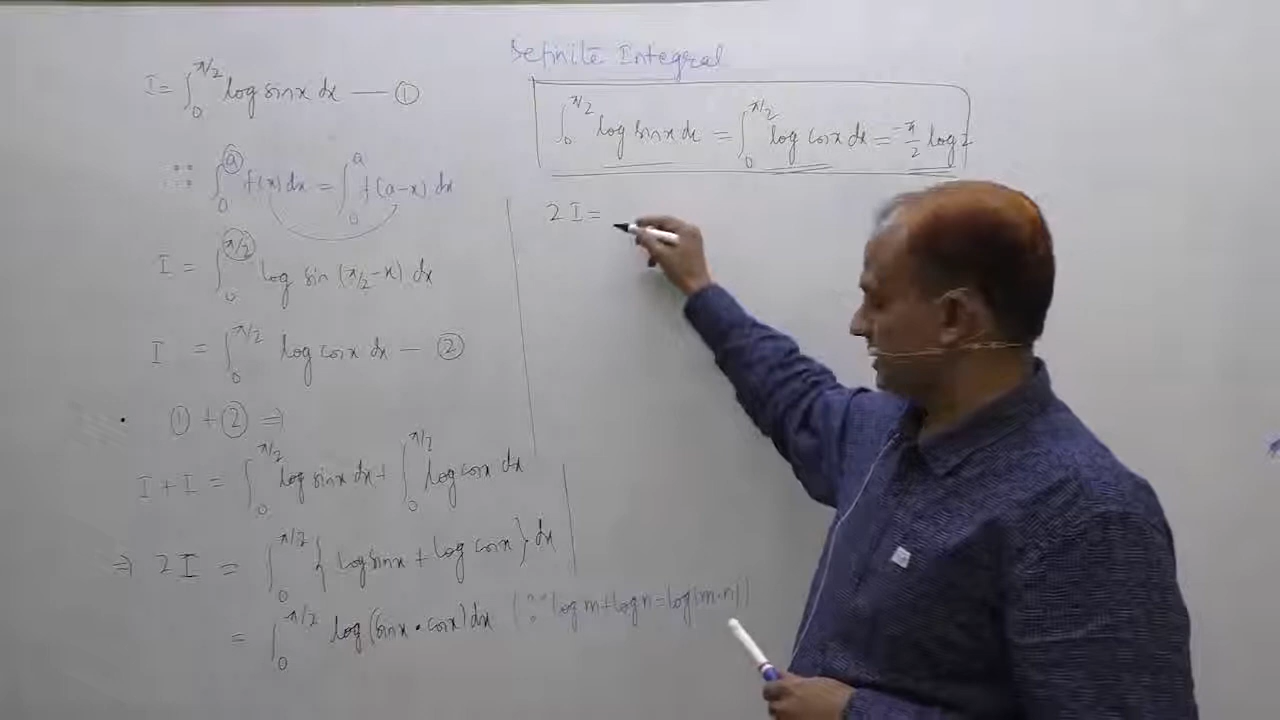 Definite Integral
∫₀^{π/2} log sinx dx = ∫₀^{π/2} log cosx dx = -π/2 log 2
I = ∫₀^{π/2} log sinx dx — ①
∵ ∫₀^a f(x) dx = ∫₀^a f(a-x) dx
I = ∫₀^{π/2} log sin (π/2-x) dx
I = ∫₀^{π/2} log cosx dx — ②
① + ② ⇒
I + I = ∫₀^{π/2} log sinx dx + ∫₀^{π/2} log cosx dx
⇒ 2I = ∫₀^{π/2} { log sinx + log cosx } · dx
= ∫₀^{π/2} log (sinx · cosx) dx (∵ log m + log n = log(m·n))
2I =